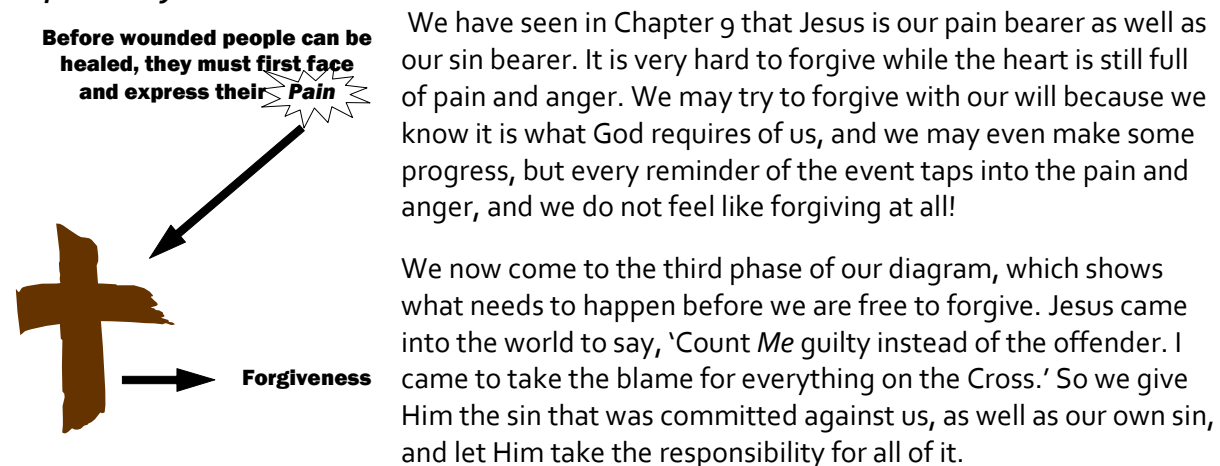 Before wounded people can be
healed, they must first face
and express their Pain
Forgiveness
We have seen in Chapter 9 that Jesus is our pain bearer as well as
our sin bearer. It is very hard to forgive while the heart is still full
of pain and anger. We may try to forgive with our will because we
know it is what God requires of us, and we may even make some
progress, but every reminder of the event taps into the pain and
anger, and we do not feel like forgiving at all!
We now come to the third phase of our diagram, which shows
what needs to happen before we are free to forgive. Jesus came
into the world to say, ‘Count Me guilty instead of the offender. I
came to take the blame for everything on the Cross.’ So we give
Him the sin that was committed against us, as well as our own sin,
and let Him take the responsibility for all of it.